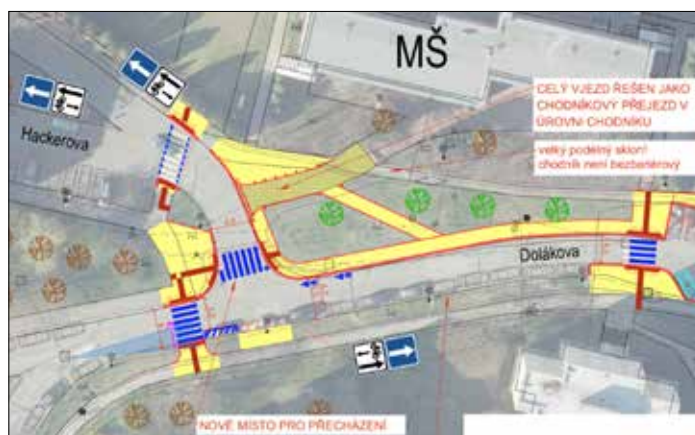 MŠ
CELÝ VJEZD ŘEŠEN JAKO
CHODNÍKOVÝ PŘEJEZD V
ÚROVNI CHODNÍKU
velký podélný sklon!
chodník není bezbariérový
Hackerova
Dolákova
NOVÉ MÍSTO PRO PŘECHÁZENÍ